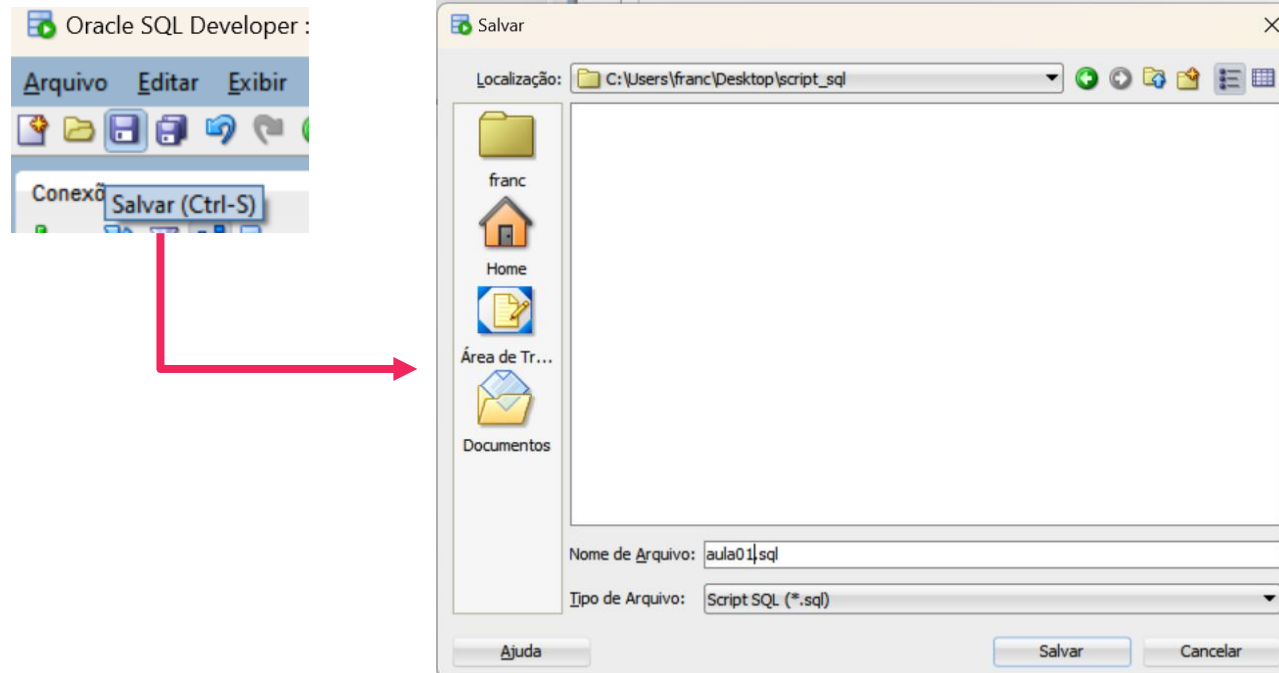 Oracle SQL Developer :
Arquivo Editar Exibir
Conexõ
Salvar (Ctrl-S)
Salvar
Localização: C:\Users\franc\Desktop\script_sql
franc
Home
Área de Tr...
Documentos
Nome de Arquivo: aula01.sql
Tipo de Arquivo: Script SQL (*.sql)
Ajuda Salvar Cancelar